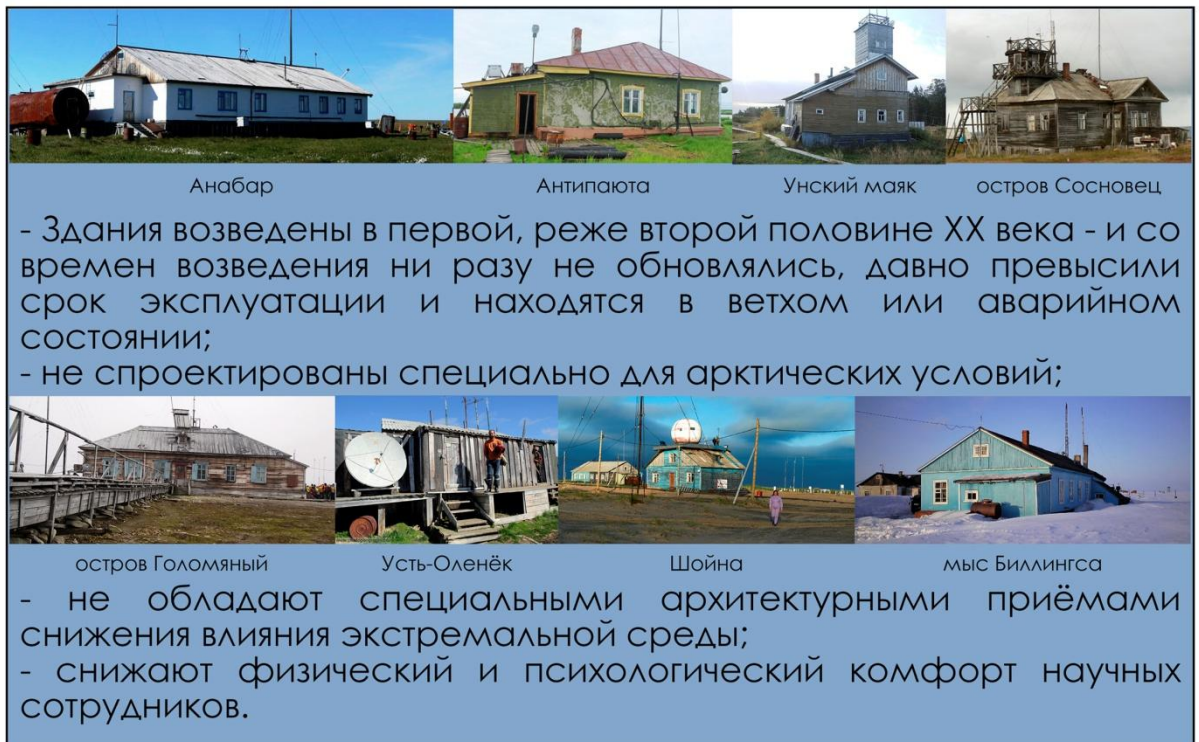 Анабар
Антипаюта
Унский маяк
остров Сосновец
- Здания возведены в первой, реже второй половине XX века - и со
времен возведения ни разу не обновлялись, давно превысили
срок эксплуатации и находятся в ветхом или аварийном
состоянии;
- не спроектированы специально для арктических условий;
остров Голомяный
Усть-Оленёк
Шойна
мыс Биллингса
- не обладают специальными архитектурными приёмами
снижения влияния экстремальной среды;
- снижают физический и психологический комфорт научных
сотрудников.